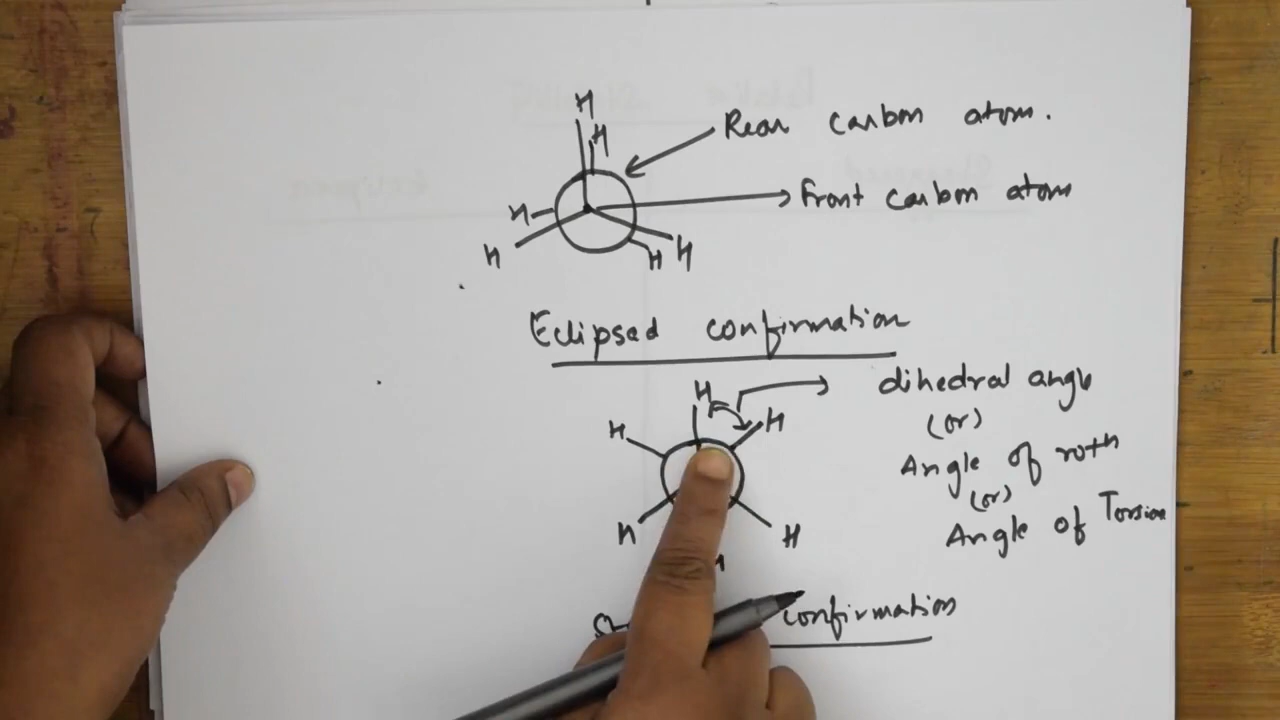 H
H
Rear carbon atom.
Front carbon atom
H
H
H
H
Eclipsed confirmation
H
H
H
dihedral angle
(or)
Angle of rotn
(or)
Angle of Torsion
H
H
confirmation